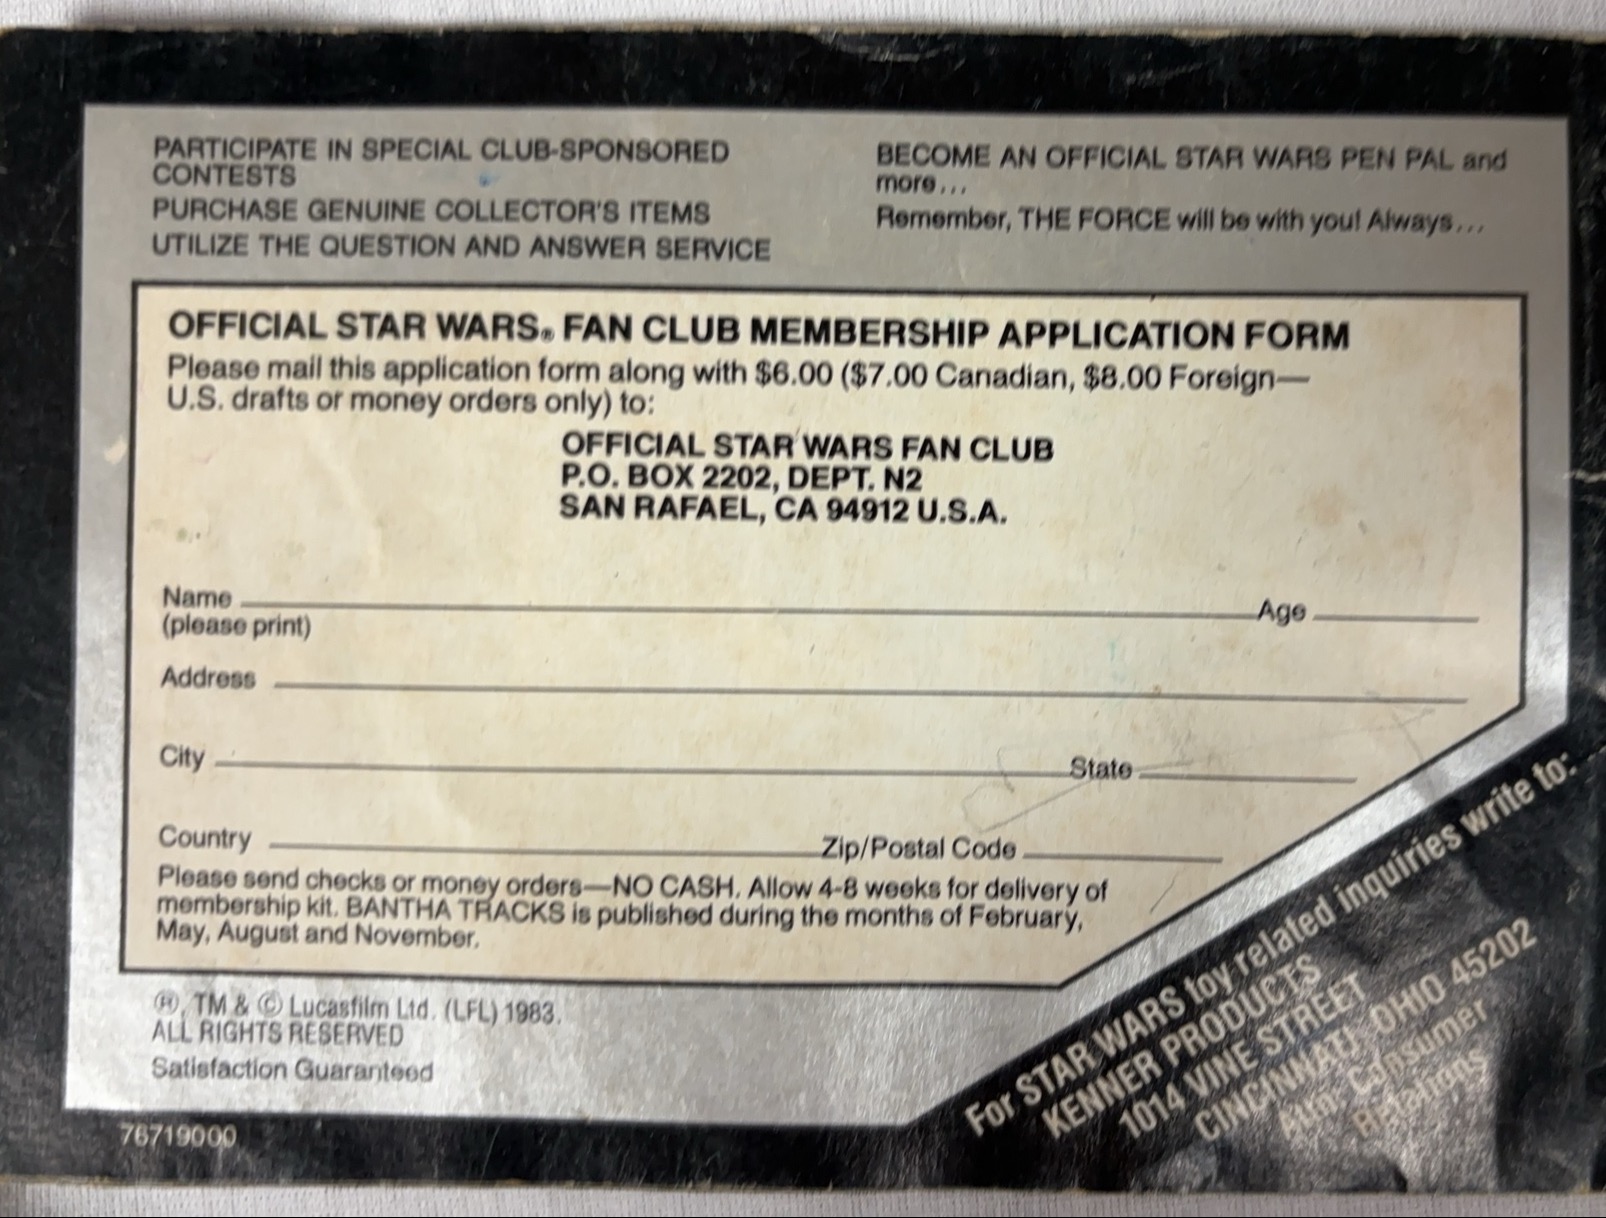 PARTICIPATE IN SPECIAL CLUB-SPONSORED
CONTESTS
PURCHASE GENUINE COLLECTOR'S ITEMS
UTILIZE THE QUESTION AND ANSWER SERVICE
BECOME AN OFFICIAL STAR WARS PEN PAL and
more...
Remember, THE FORCE will be with you! Always...
OFFICIAL STAR WARS® FAN CLUB MEMBERSHIP APPLICATION FORM
Please mail this application form along with $6.00 ($7.00 Canadian, $8.00 Foreign—
U.S. drafts or money orders only) to:
OFFICIAL STAR WARS FAN CLUB
P.O. BOX 2202, DEPT. N2
SAN RAFAEL, CA 94912 U.S.A.
Name Age
(please print)
Address
City State
Country Zip/Postal Code
Please send checks or money orders—NO CASH. Allow 4-8 weeks for delivery of
membership kit. BANTHA TRACKS is published during the months of February,
May, August and November.
®, TM & © Lucasfilm Ltd. (LFL) 1983.
ALL RIGHTS RESERVED
Satisfaction Guaranteed
76719000
For STAR WARS toy related inquiries write to:
KENNER PRODUCTS
1014 VINE STREET
CINCINNATI, OHIO 45202
Attn: Consumer
Relations